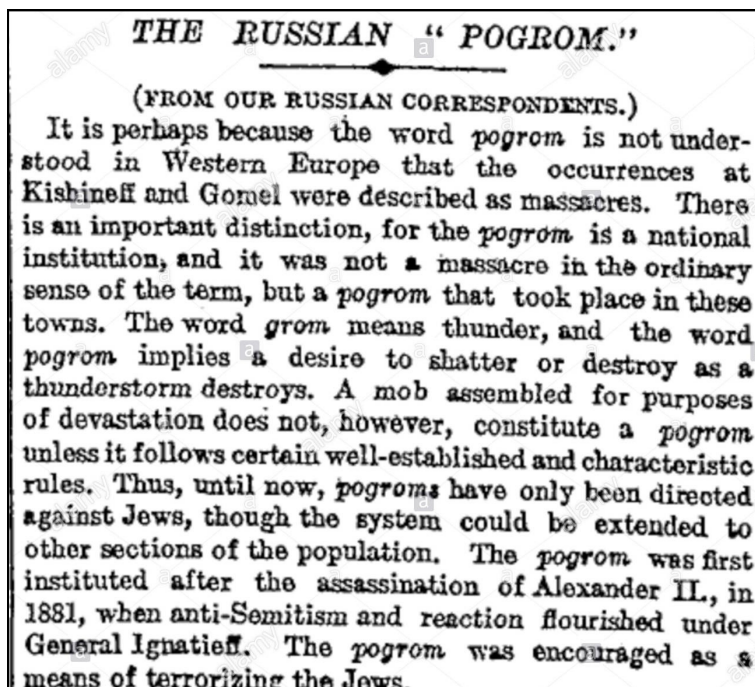 THE RUSSIAN "POGROM."
(FROM OUR RUSSIAN CORRESPONDENTS.)
It is perhaps because the word pogrom is not under-
stood in Western Europe that the occurrences at
Kishineff and Gomel were described as massacres. There
is an important distinction, for the pogrom is a national
institution, and it was not a massacre in the ordinary
sense of the term, but a pogrom that took place in these
towns. The word grom means thunder, and the word
pogrom implies a desire to shatter or destroy as a
thunderstorm destroys. A mob assembled for purposes
of devastation does not, however, constitute a pogrom
unless it follows certain well-established and characteristic
rules. Thus, until now, pogroms have only been directed
against Jews, though the system could be extended to
other sections of the population. The pogrom was first
instituted after the assassination of Alexander II., in
1881, when anti-Semitism and reaction flourished under
General Ignatieff. The pogrom was encouraged as a
means of terrorizing the Jews.
alamy
a